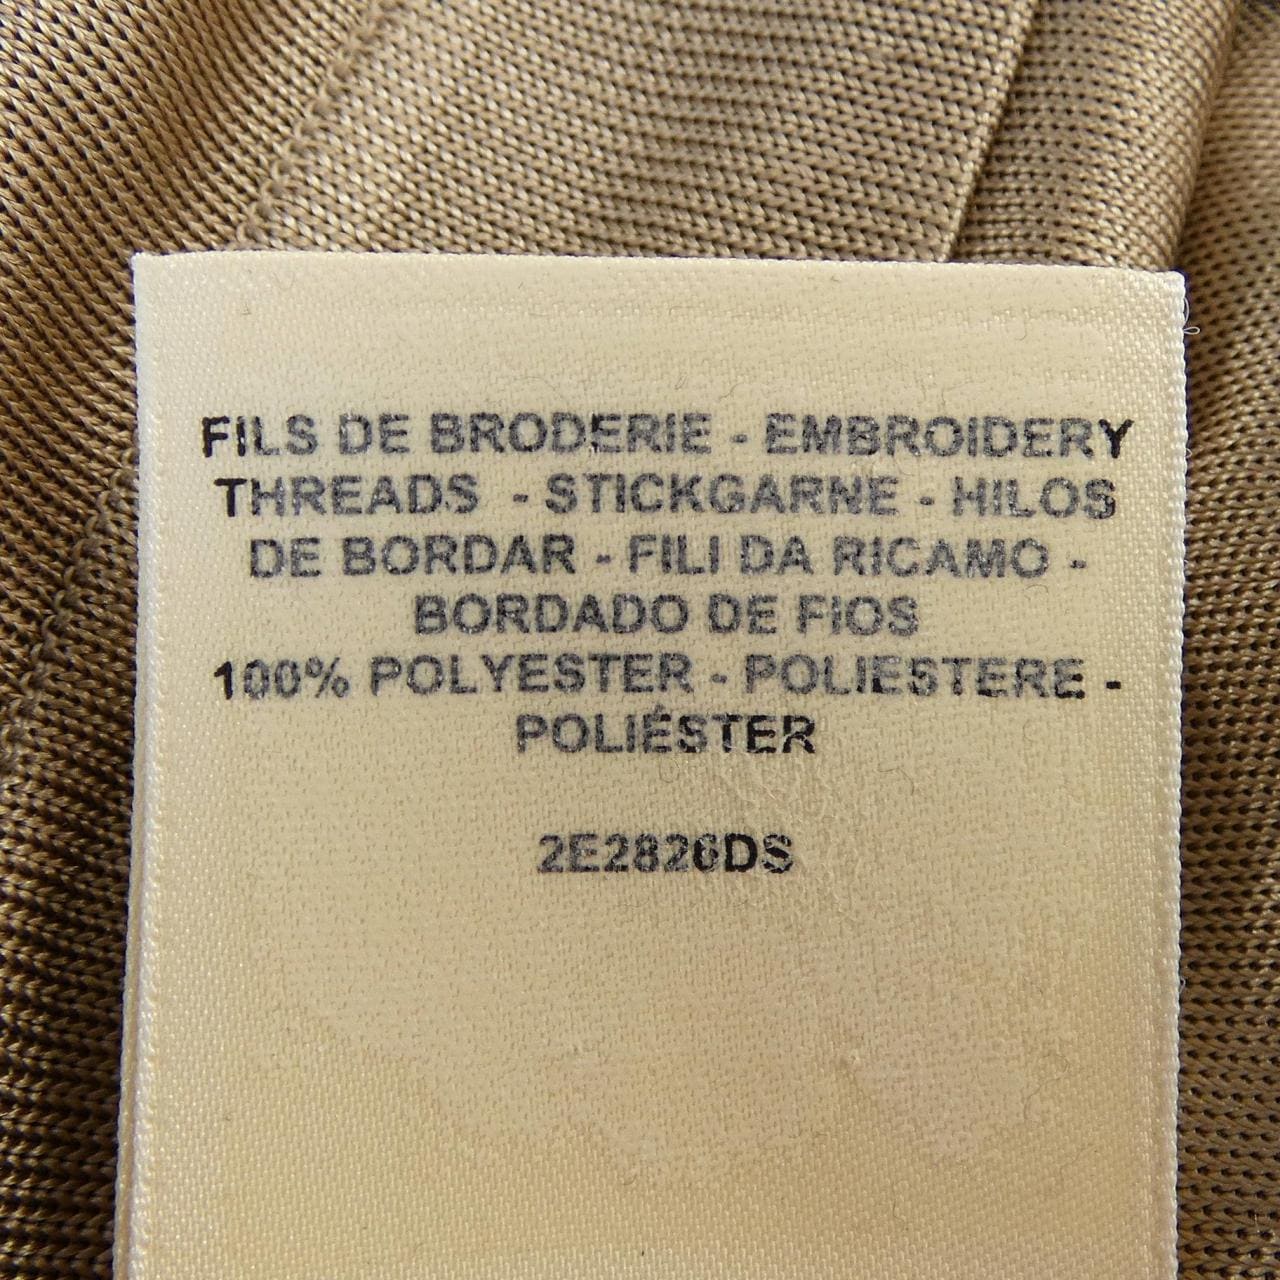 FILS DE BRODERIE - EMBROIDERY
THREADS - STICKGARNE - HILOS
DE BORDAR - FILI DA RICAMO -
BORDADO DE FIOS
100% POLYESTER - POLIESTERE -
POLIÉSTER
2E2826DS